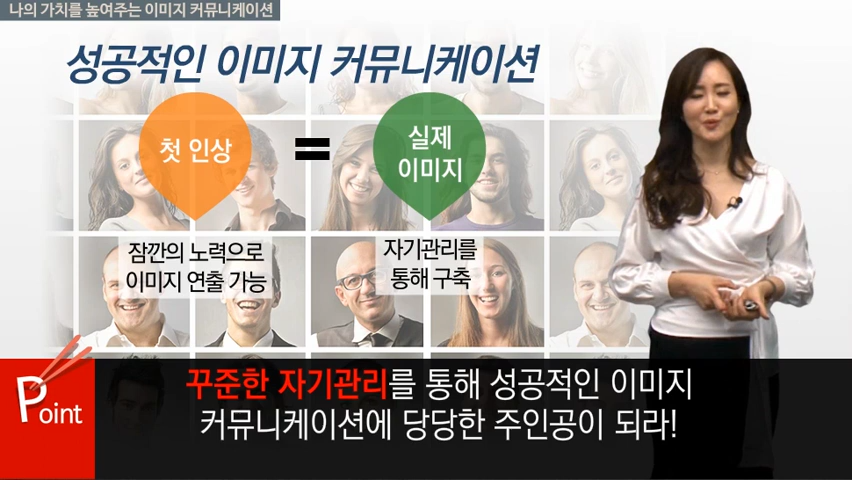 나의 가치를 높여주는 이미지 커뮤니케이션
성공적인 이미지 커뮤니케이션
첫 인상
=
실제
이미지
잠깐의 노력으로
이미지 연출 가능
자기관리를
통해 구축
Point
꾸준한 자기관리를 통해 성공적인 이미지
커뮤니케이션에 당당한 주인공이 되라!